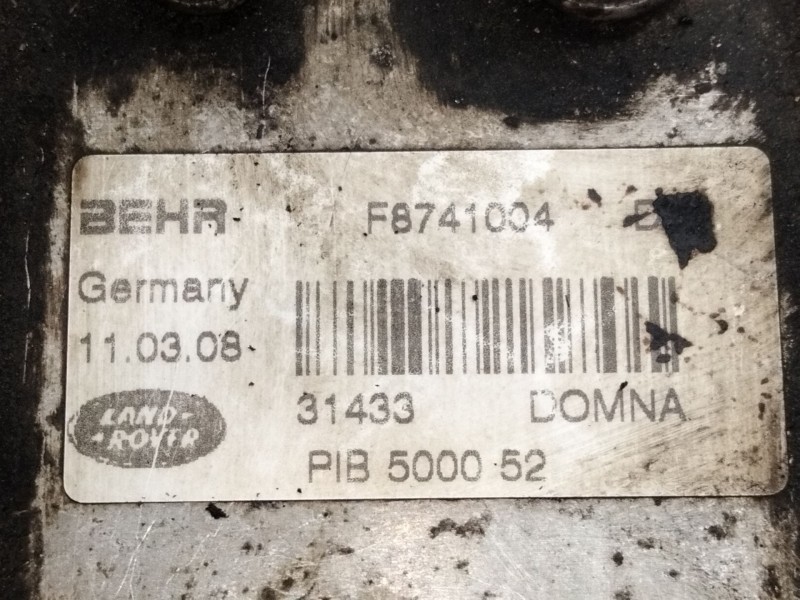 BEHR F8741004
Germany
11.03.08
31433 DOMNA
LAND-
-ROVER
PIB 5000 52